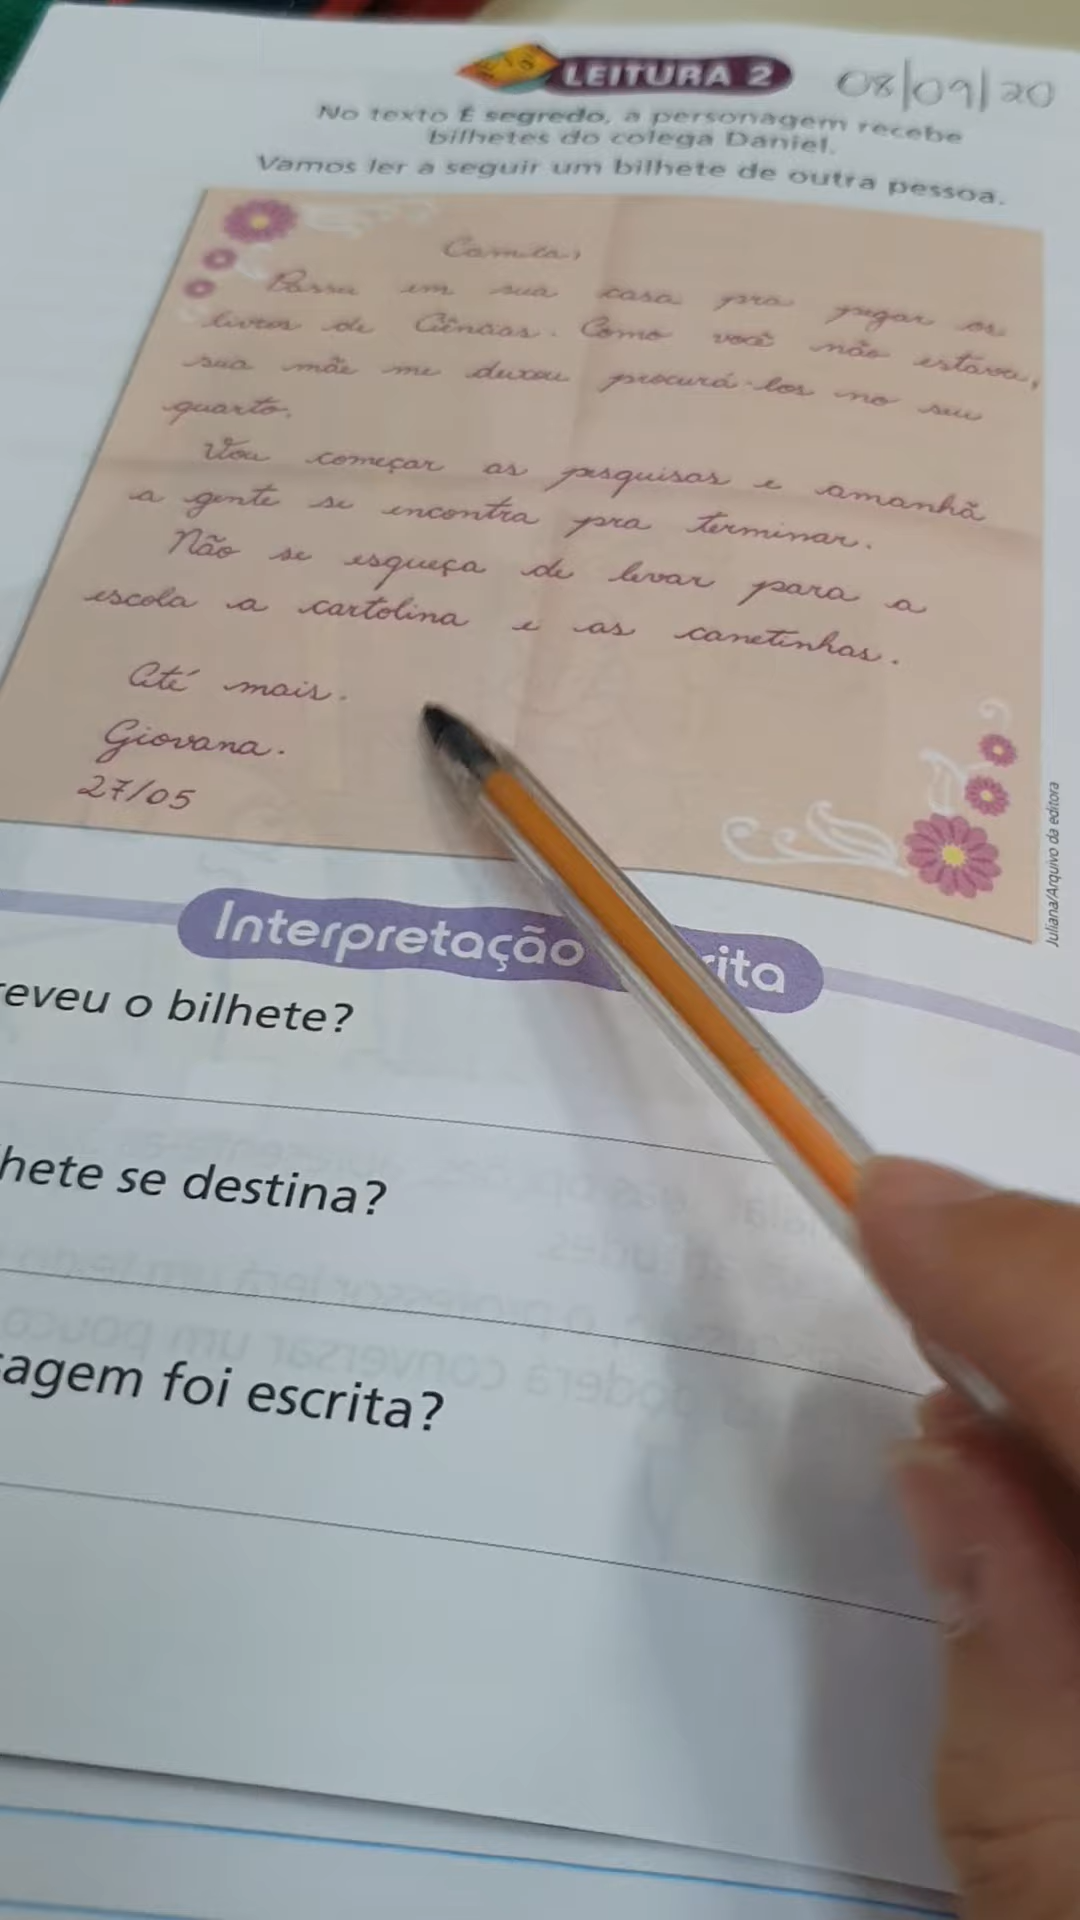 LEITURA 2
08/09/20
No texto É segredo, a personagem recebe
bilhetes do colega Daniel.
Vamos ler a seguir um bilhete de outra pessoa.
Camila,
Passei em sua casa pra pegar os
livros de Ciências. Como você não estava,
sua mãe me deixou procurá-los no seu
quarto.
Vou começar as pesquisas e amanhã
a gente se encontra pra terminar.
Não se esqueça de levar para a
escola a cartolina e as canetinhas.
Até mais.
Giovana.
27/05
Juliana/Arquivo da editora
Interpretação rita
reveu o bilhete?
hete se destina?
agem foi escrita?